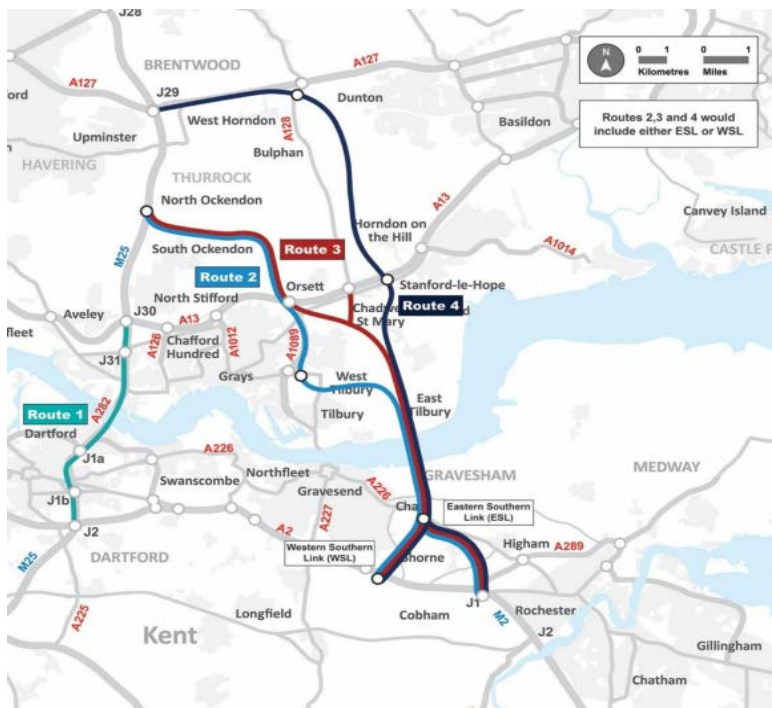 J28
BRENTWOOD
A127
N
0 1
Kilometres
0 1
Miles
ford
A127
J29
Dunton
West Horndon
Upminster
A128
Basildon
Routes 2,3 and 4 would
include either ESL or WSL
Bulphan
HAVERING
THURROCK
A13
North Ockendon
Canvey Island
Horndon on
the Hill
CASTLE P
South Ockendon
Route 3
A1014
M25
Route 2
Orsett
Stanford-le-Hope
North Stifford
Route 4
St Mary
Aveley
J30
A13
fleet
A126
Chafford
Hundred
A1012
A1089
J31
Grays
West
Tilbury
East
Tilbury
Route 1
A282
Tilbury
Dartford
A226
J1a
Northfleet
GRAVESHAM
MEDWAY
Swanscombe
J1b
Gravesend
A226
Cha
Eastern Southern
Link (ESL)
J2
A2
A227
Western Southern
Link (WSL)
Higham
A289
M25
DARTFORD
Shorne
J1
A225
Longfield
Cobham
M2
Rochester
J2
Kent
Gillingham
Chatham